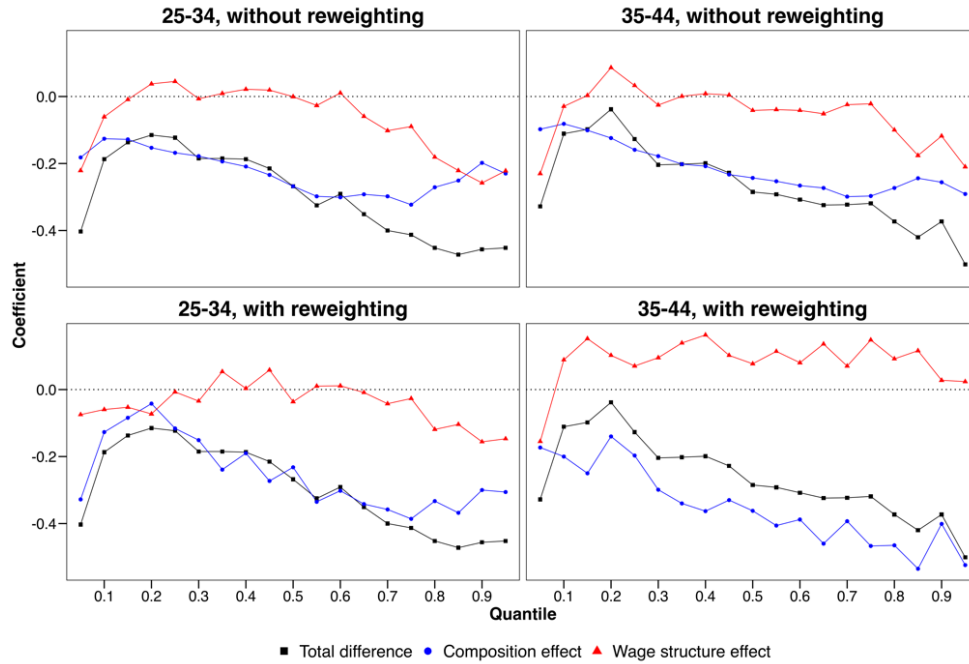 25-34, without reweighting
35-44, without reweighting
0.0
-0.2
-0.4
25-34, with reweighting
35-44, with reweighting
0.0
-0.2
-0.4
Coefficient
0.1 0.2 0.3 0.4 0.5 0.6 0.7 0.8 0.9
0.1 0.2 0.3 0.4 0.5 0.6 0.7 0.8 0.9
Quantile
Total difference Composition effect Wage structure effect